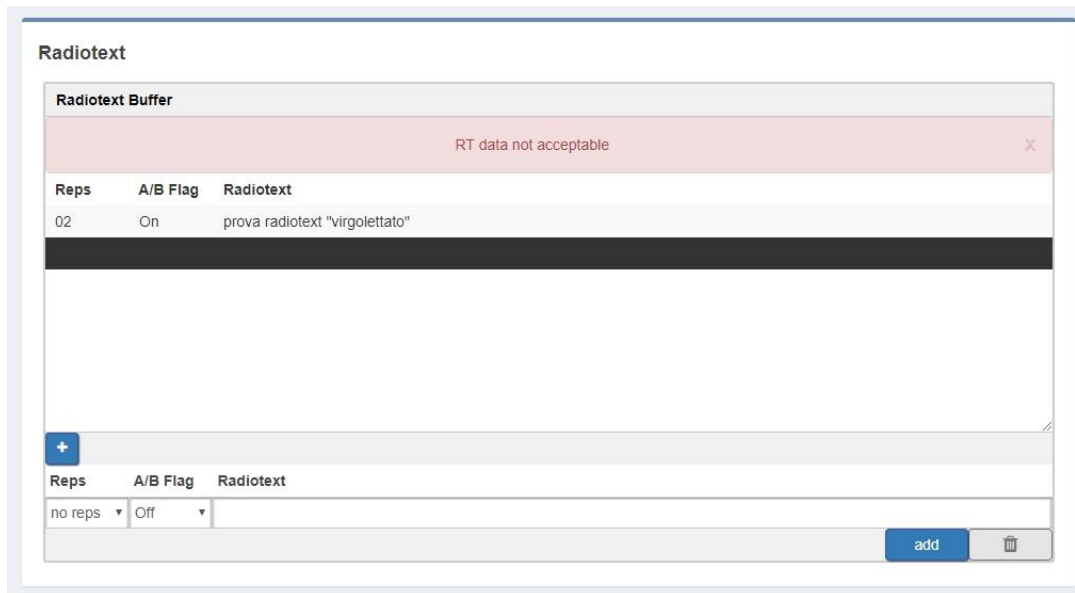 Radiotext
Radiotext Buffer
RT data not acceptable X
Reps A/B Flag Radiotext
02 On prova radiotext "virgolettato"
+
Reps A/B Flag Radiotext
no reps Off
add